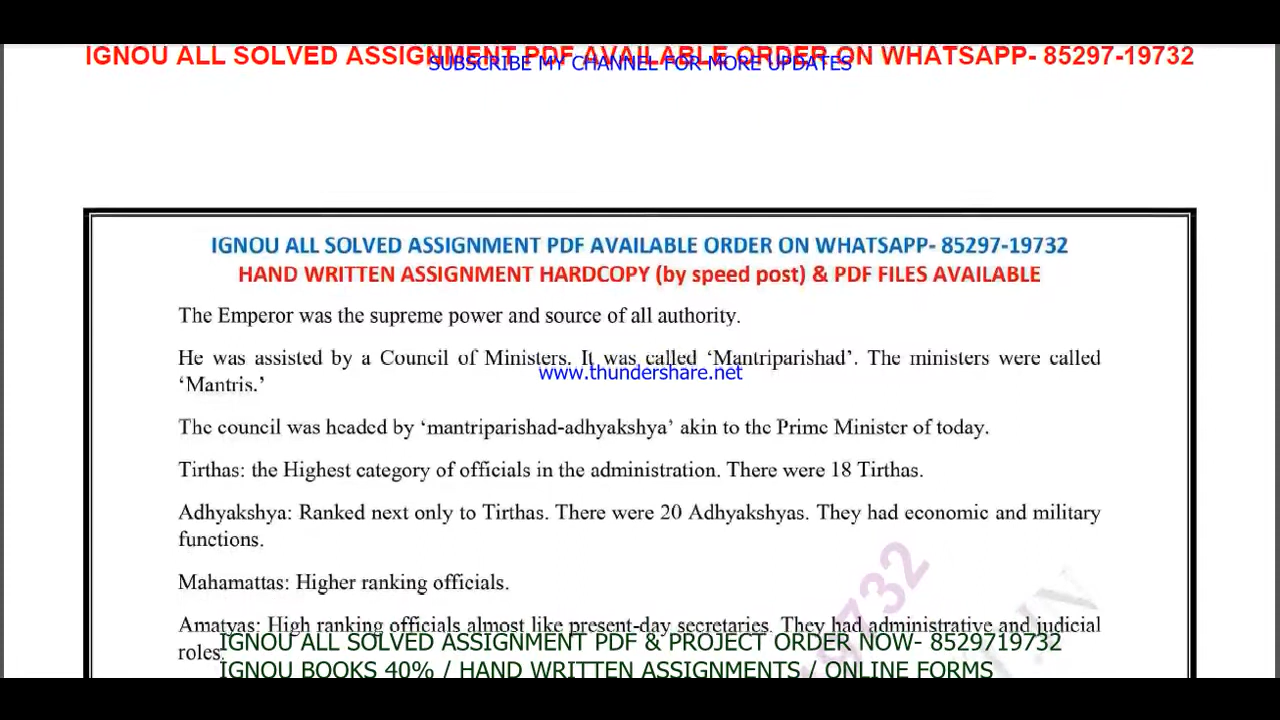 IGNOU ALL SOLVED ASSIGNMENT PDF AVAILABLE ORDER ON WHATSAPP- 85297-19732
SUBSCRIBE MY CHANNEL FOR MORE UPDATES
IGNOU ALL SOLVED ASSIGNMENT PDF AVAILABLE ORDER ON WHATSAPP- 85297-19732
HAND WRITTEN ASSIGNMENT HARDCOPY (by speed post) & PDF FILES AVAILABLE
The Emperor was the supreme power and source of all authority.
He was assisted by a Council of Ministers. It was called ‘Mantriparishad’. The ministers were called
www.thundershare.net
‘Mantris.’
The council was headed by ‘mantriparishad-adhyakshya’ akin to the Prime Minister of today.
Tirthas: the Highest category of officials in the administration. There were 18 Tirthas.
Adhyakshya: Ranked next only to Tirthas. There were 20 Adhyakshyas. They had economic and military
functions.
Mahamattas: Higher ranking officials.
Amatyas: High ranking officials almost like present-day secretaries. They had administrative and judicial
IGNOU ALL SOLVED ASSIGNMENT PDF & PROJECT ORDER NOW- 8529719732
roles.
IGNOU BOOKS 40% / HAND WRITTEN ASSIGNMENTS / ONLINE FORMS